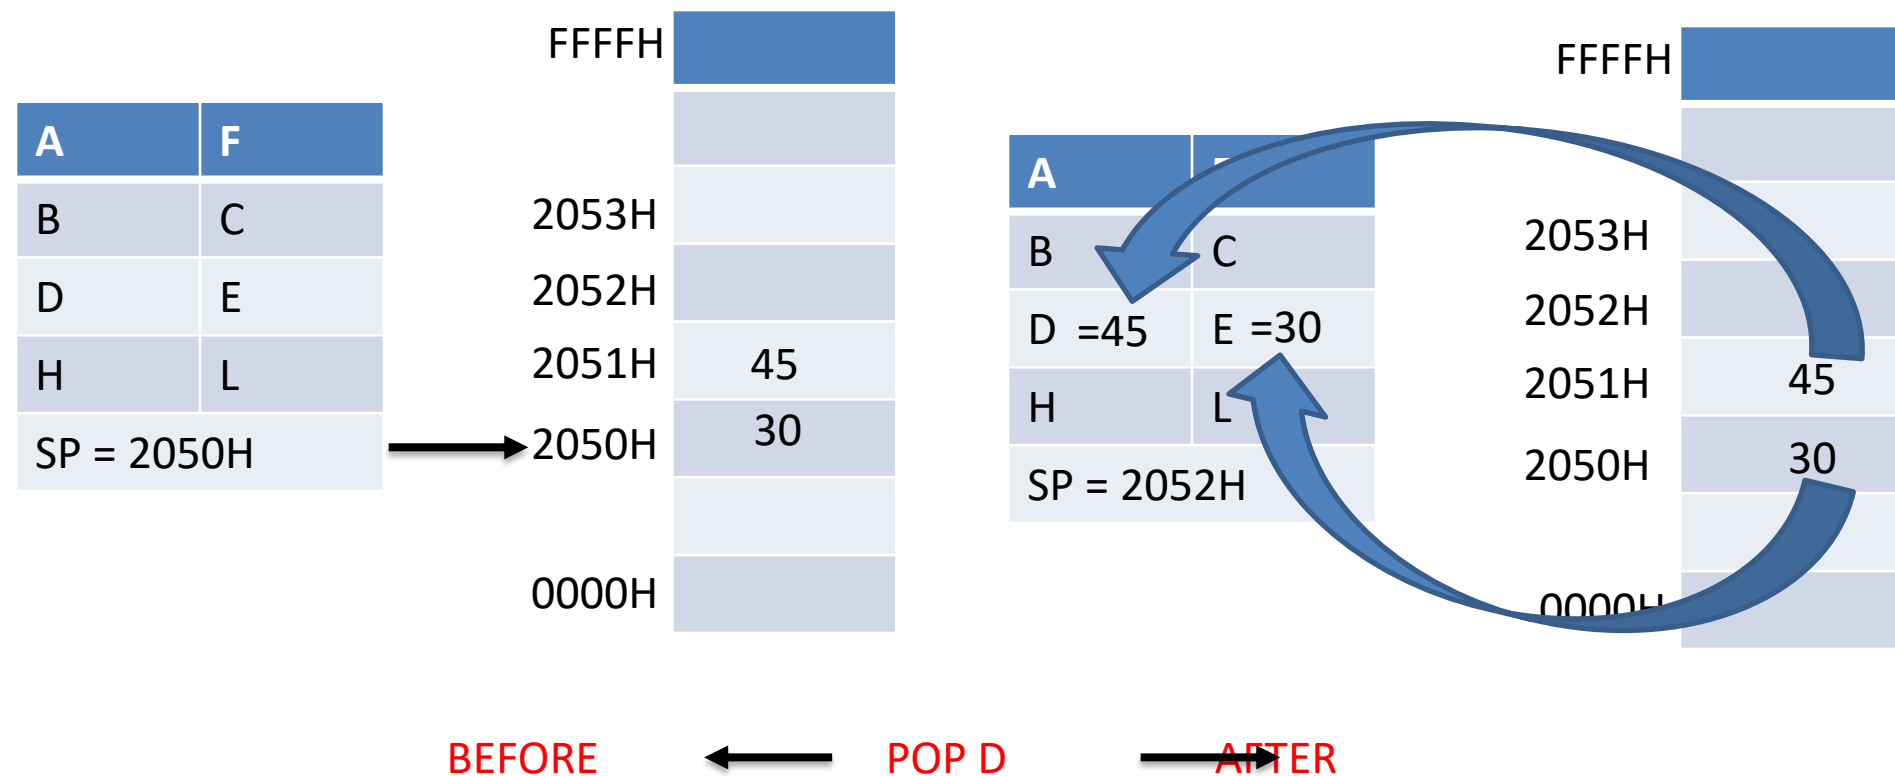 FFFFH
A F
B C
D E
H L
SP = 2050H
2053H
2052H
2051H 45
2050H 30
0000H
FFFFH
A
B C
D =45 E =30
H L
SP = 2052H
2053H
2052H
2051H 45
2050H 30
0000H
BEFORE POP D AFTER